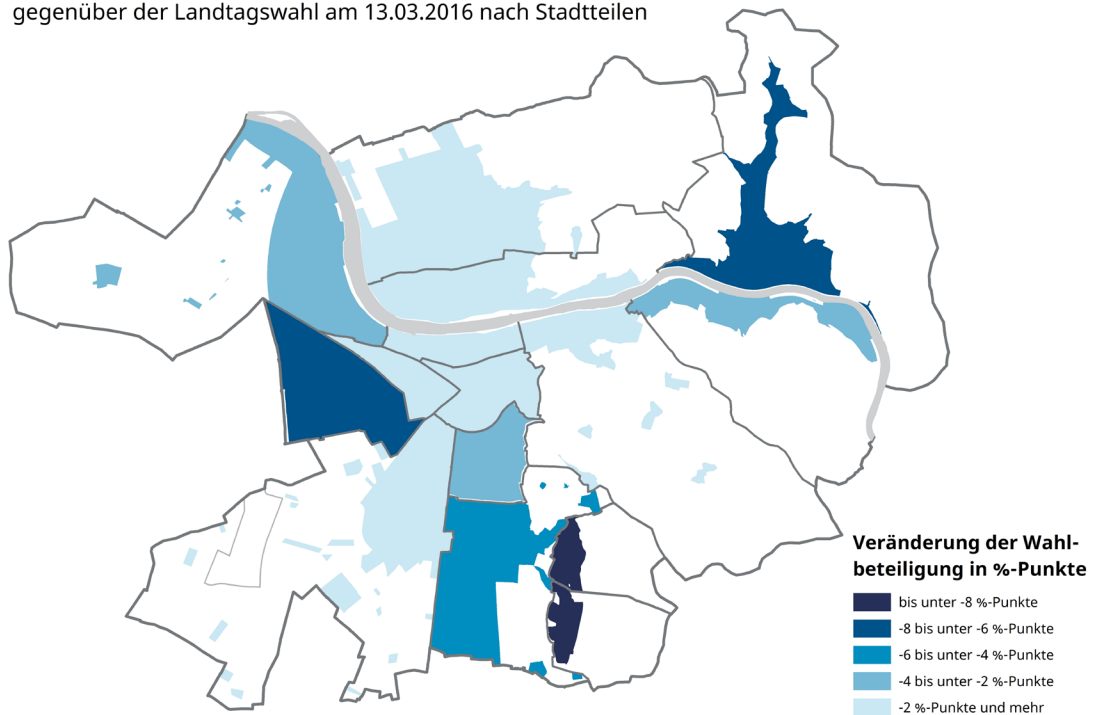 gegenüber der Landtagswahl am 13.03.2016 nach Stadtteilen
Veränderung der Wahl-
beteiligung in %-Punkte
bis unter -8 %-Punkte
-8 bis unter -6 %-Punkte
-6 bis unter -4 %-Punkte
-4 bis unter -2 %-Punkte
-2 %-Punkte und mehr